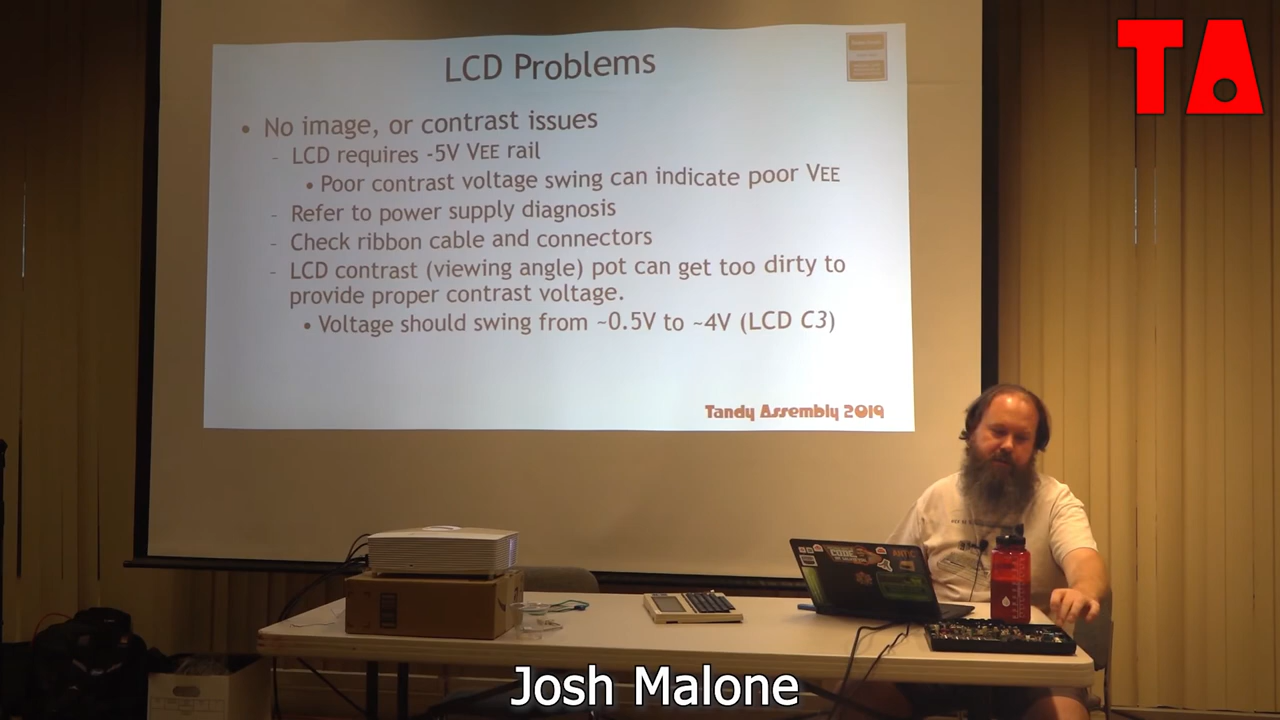 TA
LCD Problems
• No image, or contrast issues
- LCD requires -5V VEE rail
• Poor contrast voltage swing can indicate poor VEE
- Refer to power supply diagnosis
- Check ribbon cable and connectors
- LCD contrast (viewing angle) pot can get too dirty to
provide proper contrast voltage.
• Voltage should swing from ~0.5V to ~4V (LCD C3)
Tandy Assembly 2019
CODE
ANTIC
Josh Malone